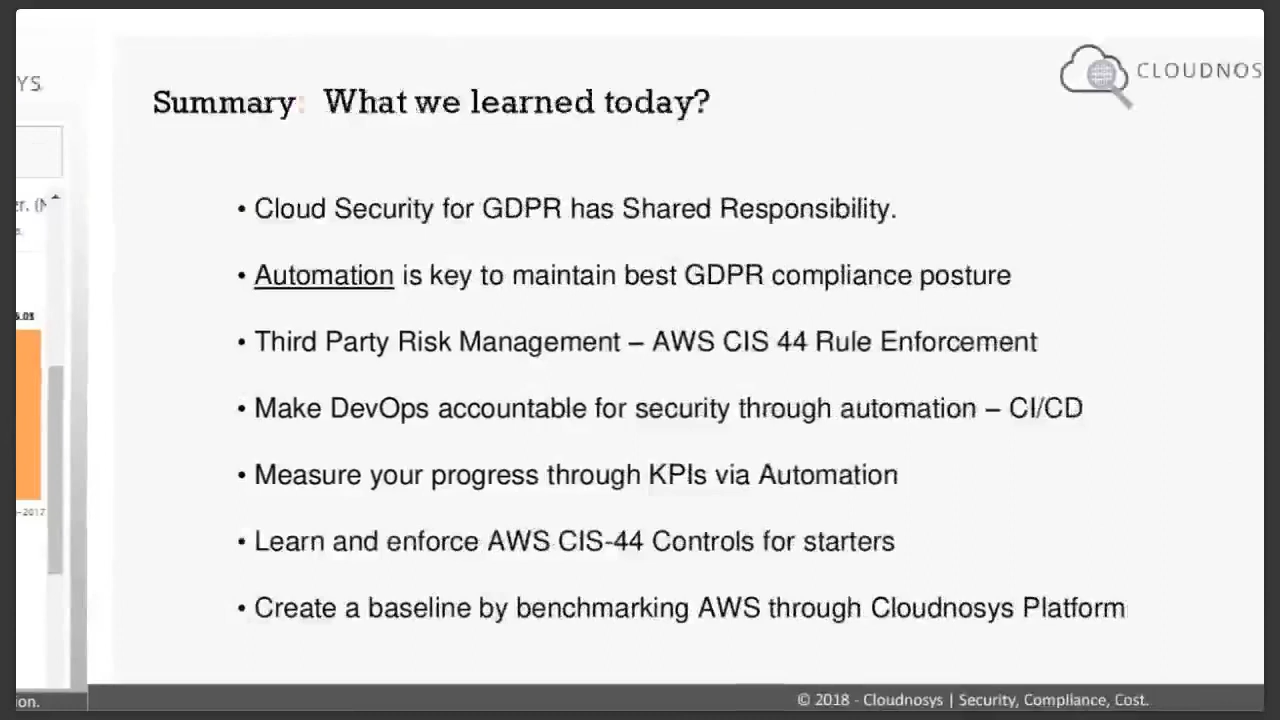 YS
CLOUDNOS
Summary: What we learned today?
• Cloud Security for GDPR has Shared Responsibility.
• Automation is key to maintain best GDPR compliance posture
• Third Party Risk Management – AWS CIS 44 Rule Enforcement
• Make DevOps accountable for security through automation – CI/CD
• Measure your progress through KPIs via Automation
• Learn and enforce AWS CIS-44 Controls for starters
• Create a baseline by benchmarking AWS through Cloudnosys Platform
-2017
ion.
© 2018 - Cloudnosys | Security, Compliance, Cost.